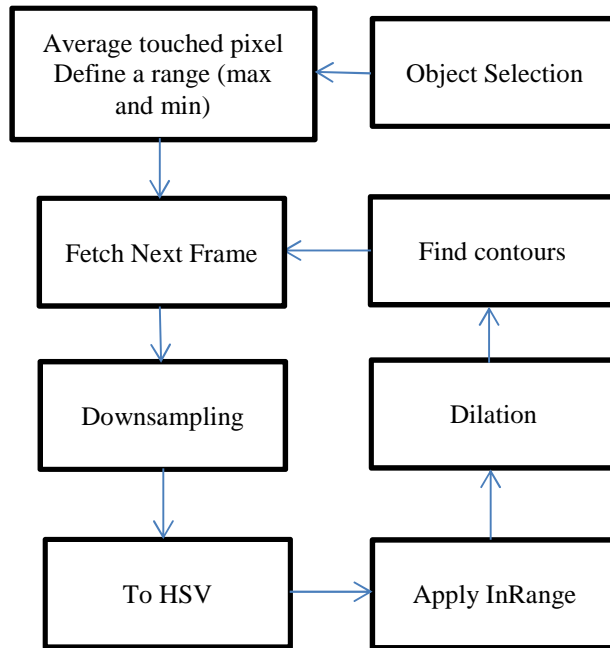 Average touched pixel
Define a range (max
and min)
Object Selection
Fetch Next Frame
Find contours
Downsampling
Dilation
To HSV
Apply InRange